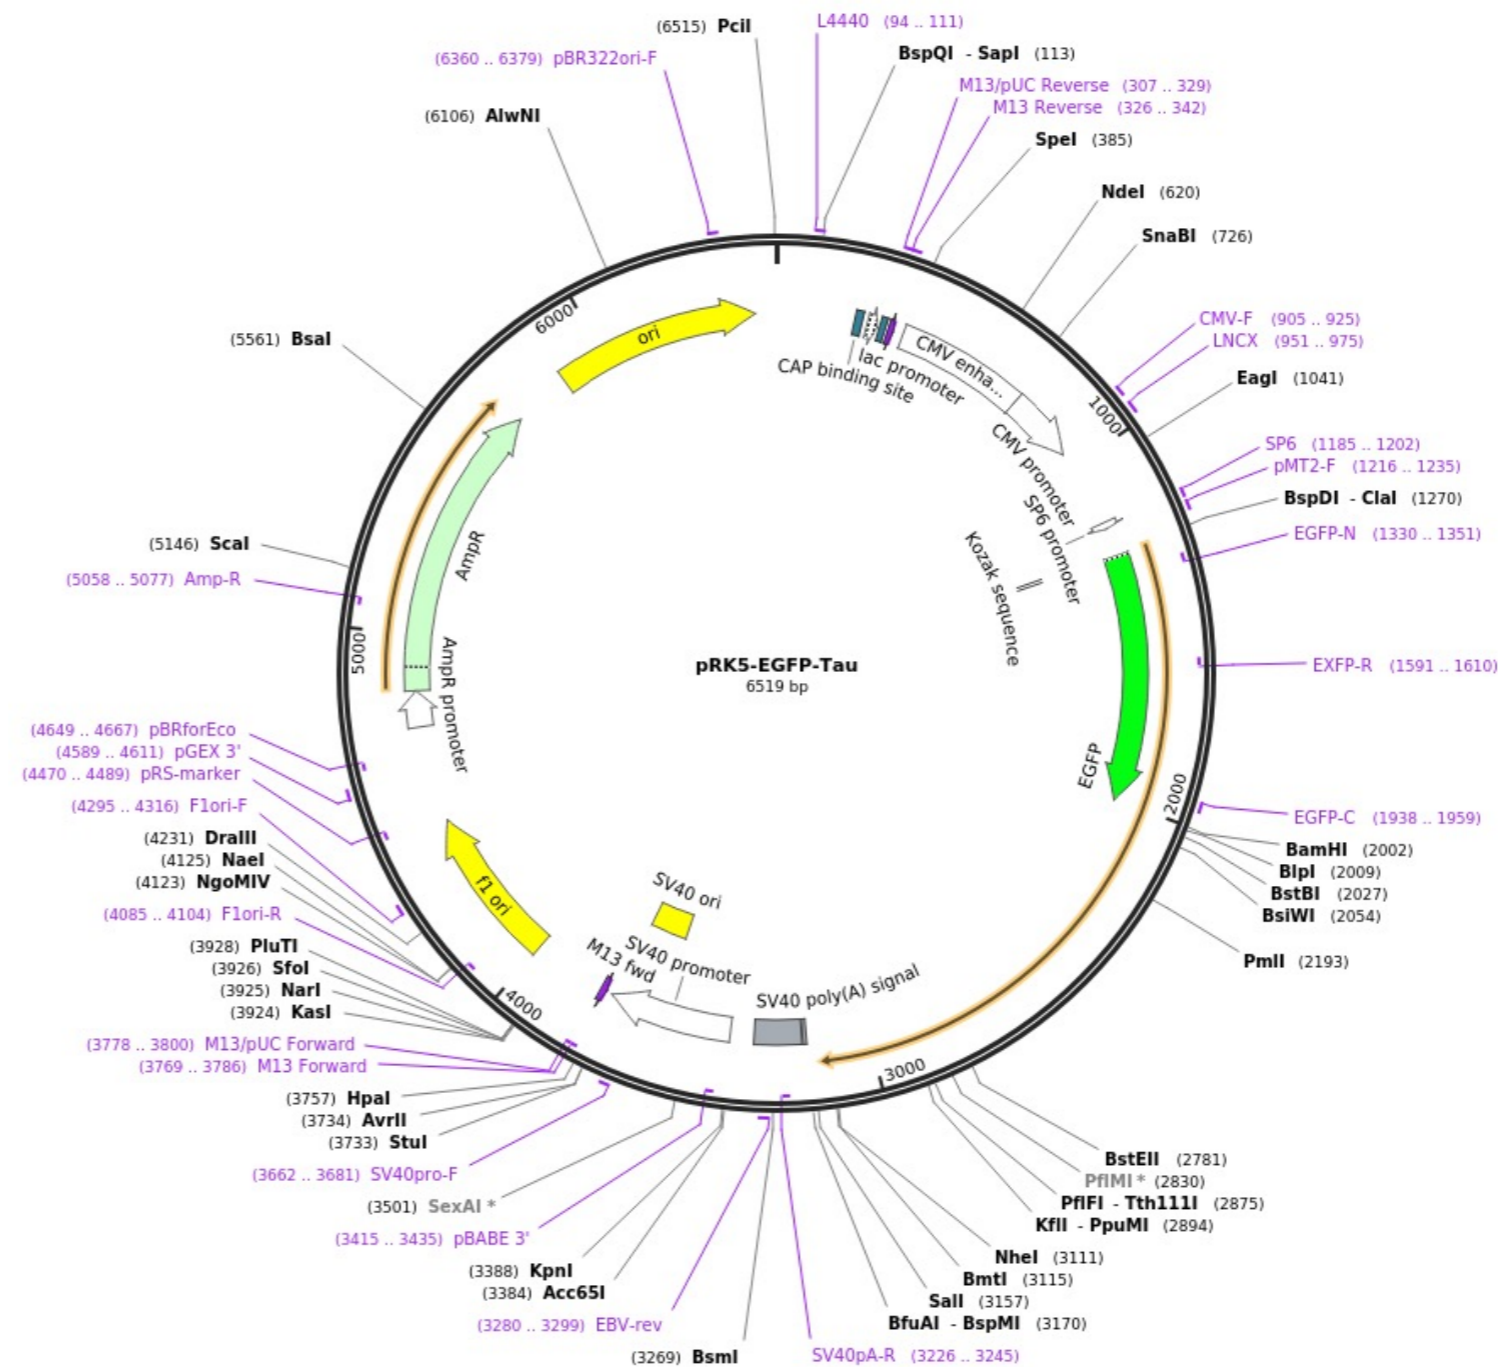 (6515) PciI
L4440 (94 .. 111)
(6360 .. 6379) pBR322ori-F
BspQI - SapI (113)
M13/pUC Reverse (307 .. 329)
(6106) AlwNI
M13 Reverse (326 .. 342)
SpeI (385)
NdeI (620)
SnaBI (726)
6000
ori
CMV-F (905 .. 925)
(5561) BsaI
LNCX (951 .. 975)
CMV enha...
lac promoter
CAP binding site
EagI (1041)
1000
CMV promoter
SP6 (1185 .. 1202)
pMT2-F (1216 .. 1235)
BspDI - ClaI (1270)
SP6 promoter
EGFP-N (1330 .. 1351)
(5146) ScaI
AmpR
(5058 .. 5077) Amp-R
Kozak sequence
5000
pRK5-EGFP-Tau
6519 bp
EXFP-R (1591 .. 1610)
AmpR promoter
(4649 .. 4667) pBRforEco
(4589 .. 4611) pGEX 3'
(4470 .. 4489) pRS-marker
EGFP
2000
(4295 .. 4316) F1ori-F
EGFP-C (1938 .. 1959)
(4231) DraIII
BamHI (2002)
(4125) NaeI
BlpI (2009)
(4123) NgoMIV
BstBI (2027)
(4085 .. 4104) F1ori-R
BsiWI (2054)
f1 ori
SV40 ori
(3928) PluTI
PmlI (2193)
(3926) SfoI
SV40 promoter
M13 fwd
SV40 poly(A) signal
(3925) NarI
(3924) KasI
4000
(3778 .. 3800) M13/pUC Forward
(3769 .. 3786) M13 Forward
3000
(3757) HpaI
(3734) AvrII
(3733) StuI
BstEII (2781)
(3662 .. 3681) SV40pro-F
PflMI * (2830)
(3501) SexAI *
PflFI - Tth111I (2875)
KflI - PpuMI (2894)
(3415 .. 3435) pBABE 3'
NheI (3111)
(3388) KpnI
BmtI (3115)
(3384) Acc65I
SalI (3157)
(3280 .. 3299) EBV-rev
BfuAI - BspMI (3170)
(3269) BsmI
SV40pA-R (3226 .. 3245)